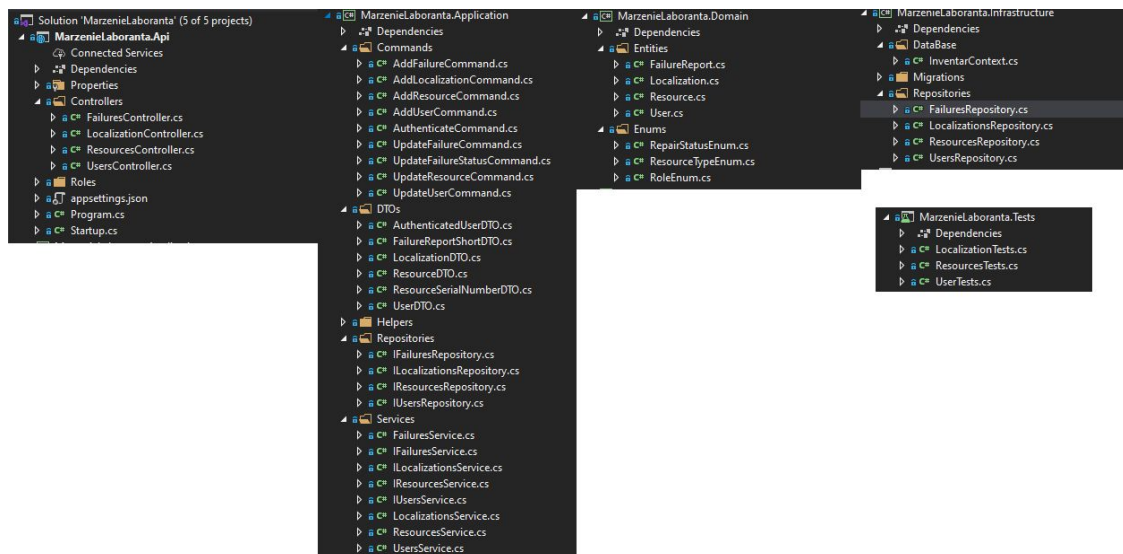 Solution 'MarzenieLaboranta' (5 of 5 projects)
MarzenieLaboranta.Api
Connected Services
Dependencies
Properties
Controllers
C# FailuresController.cs
C# LocalizationController.cs
C# ResourcesController.cs
C# UsersController.cs
Roles
appsettings.json
C# Program.cs
C# Startup.cs
C# MarzenieLaboranta.Application
Dependencies
Commands
C# AddFailureCommand.cs
C# AddLocalizationCommand.cs
C# AddResourceCommand.cs
C# AddUserCommand.cs
C# AuthenticateCommand.cs
C# UpdateFailureCommand.cs
C# UpdateFailureStatusCommand.cs
C# UpdateResourceCommand.cs
C# UpdateUserCommand.cs
DTOs
C# AuthenticatedUserDTO.cs
C# FailureReportShortDTO.cs
C# LocalizationDTO.cs
C# ResourceDTO.cs
C# ResourceSerialNumberDTO.cs
C# UserDTO.cs
Helpers
Repositories
C# IFailuresRepository.cs
C# ILocalizationsRepository.cs
C# IResourcesRepository.cs
C# IUsersRepository.cs
Services
C# FailuresService.cs
C# IFailuresService.cs
C# ILocalizationsService.cs
C# IResourcesService.cs
C# IUsersService.cs
C# LocalizationsService.cs
C# ResourcesService.cs
C# UsersService.cs
C# MarzenieLaboranta.Domain
Dependencies
Entities
C# FailureReport.cs
C# Localization.cs
C# Resource.cs
C# User.cs
Enums
C# RepairStatusEnum.cs
C# ResourceTypeEnum.cs
C# RoleEnum.cs
C# MarzenieLaboranta.Infrastructure
Dependencies
DataBase
C# InventarContext.cs
Migrations
Repositories
C# FailuresRepository.cs
C# LocalizationsRepository.cs
C# ResourcesRepository.cs
C# UsersRepository.cs
MarzenieLaboranta.Tests
Dependencies
C# LocalizationTests.cs
C# ResourcesTests.cs
C# UserTests.cs